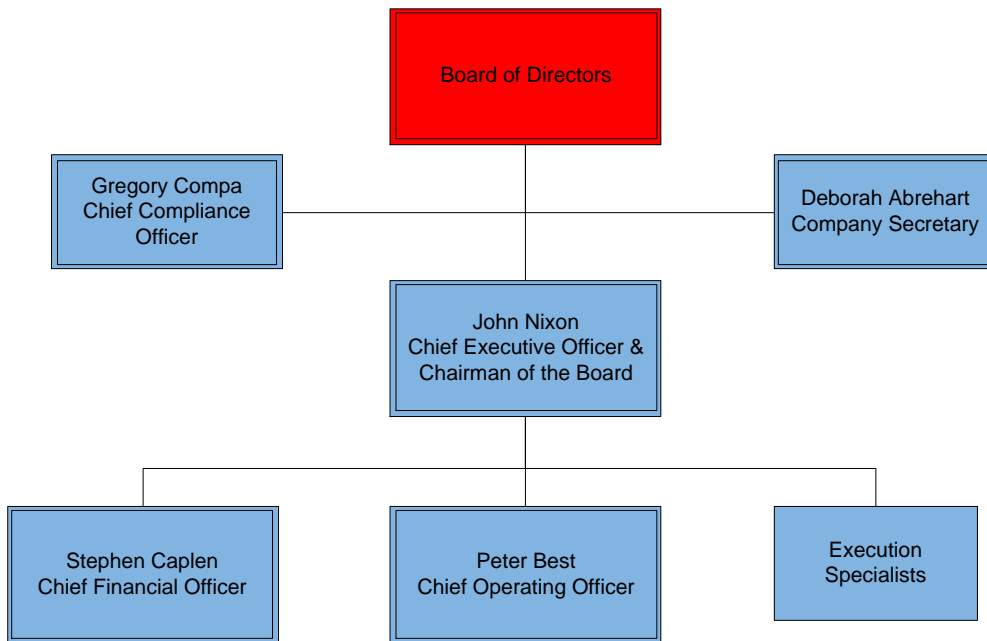 Board of Directors
Gregory Compa
Chief Compliance
Officer
Deborah Abrehart
Company Secretary
John Nixon
Chief Executive Officer &
Chairman of the Board
Stephen Caplen
Chief Financial Officer
Peter Best
Chief Operating Officer
Execution
Specialists